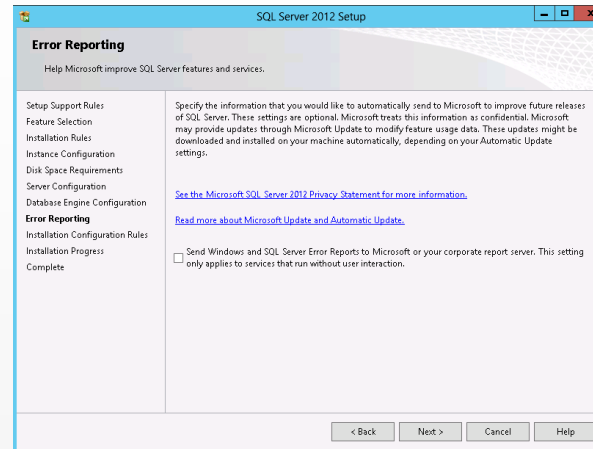 SQL Server 2012 Setup
Error Reporting
Help Microsoft improve SQL Server features and services.
Setup Support Rules
Feature Selection
Installation Rules
Instance Configuration
Disk Space Requirements
Server Configuration
Database Engine Configuration
Error Reporting
Installation Configuration Rules
Installation Progress
Complete
Specify the information that you would like to automatically send to Microsoft to improve future releases
of SQL Server. These settings are optional. Microsoft treats this information as confidential. Microsoft
may provide updates through Microsoft Update to modify feature usage data. These updates might be
downloaded and installed on your machine automatically, depending on your Automatic Update
settings.
See the Microsoft SQL Server 2012 Privacy Statement for more information.
Read more about Microsoft Update and Automatic Update.
Send Windows and SQL Server Error Reports to Microsoft or your corporate report server. This setting
only applies to services that run without user interaction.
< Back Next > Cancel Help